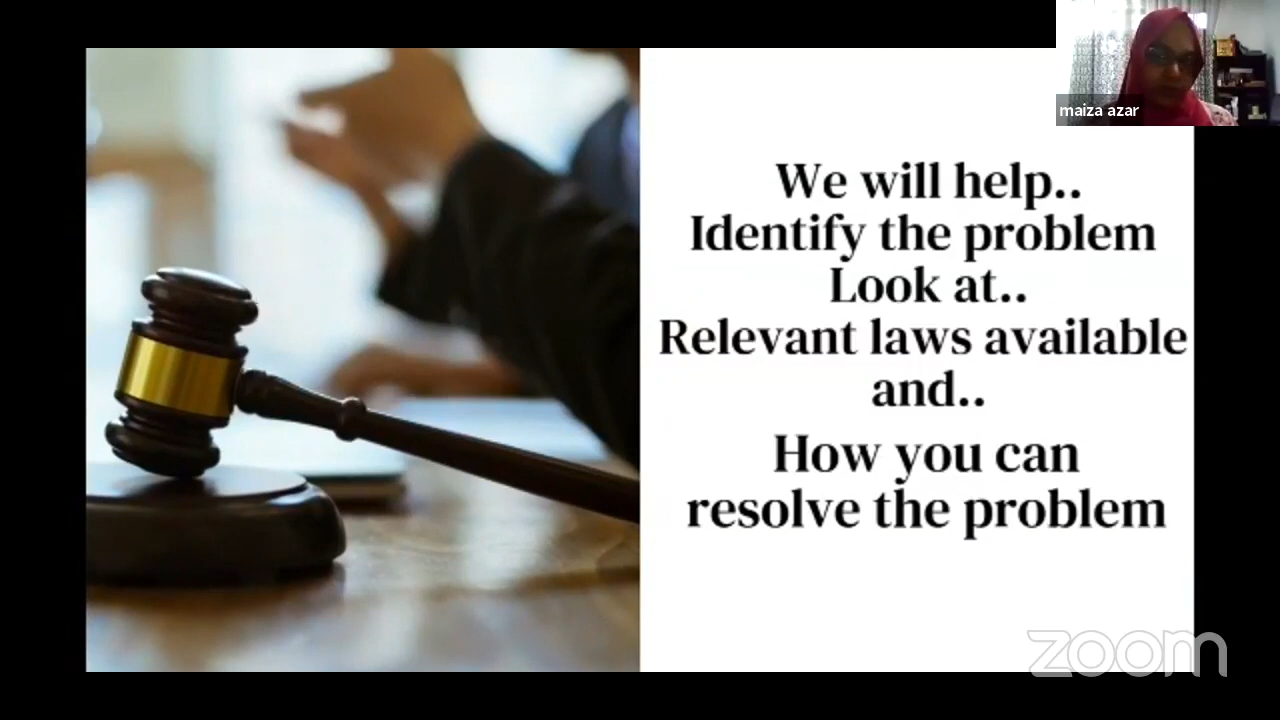 maiza azar
We will help..
Identify the problem
Look at..
Relevant laws available
and..
How you can
resolve the problem
zoom